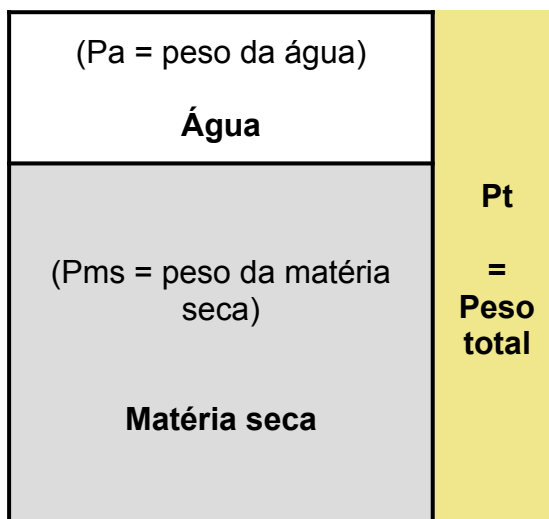 (Pa = peso da água)
Água
(Pms = peso da matéria
seca)
Matéria seca
Pt
=
Peso
total